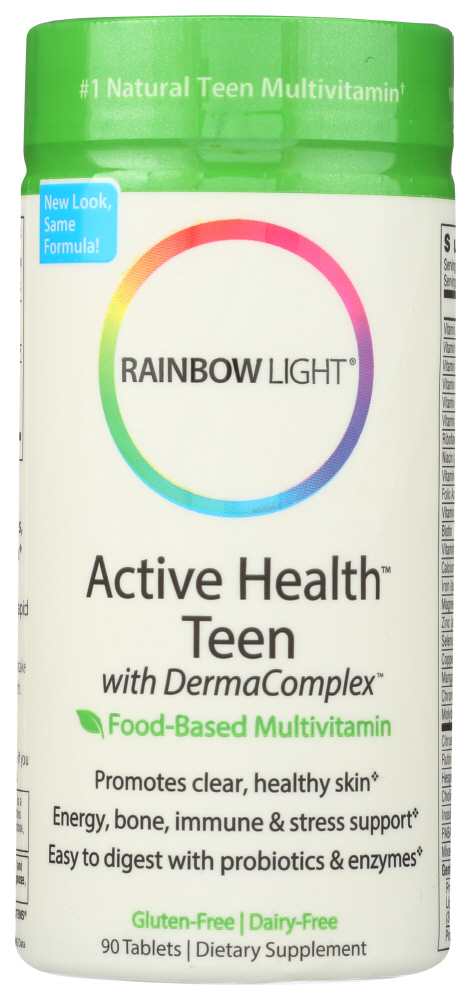 #1 Natural Teen Multivitamin†
New Look,
Same
Formula!
RAINBOW LIGHT®
Active Health™
Teen
with DermaComplex™
Food-Based Multivitamin
Promotes clear, healthy skin❖
Energy, bone, immune & stress support❖
Easy to digest with probiotics & enzymes❖
Gluten-Free | Dairy-Free
90 Tablets | Dietary Supplement